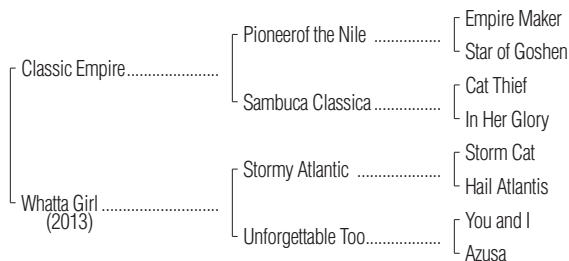 Empire Maker
Pioneerof the Nile ..................
Star of Goshen
Classic Empire.........................
Cat Thief
Sambuca Classica ..................
In Her Glory
Storm Cat
Stormy Atlantic ......................
Hail Atlantis
Whatta Girl ................................
(2013)
You and I
Unforgettable Too....................
Azusa